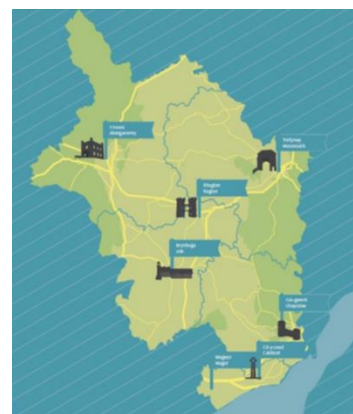 Y Fenni
Abergavenny
Trefynwy
Monmouth
Rhaglan
Raglan
Brynbuga
Usk
Cas-gwent
Chepstow
Cil-y-coed
Caldicot
Magwyr
Magor